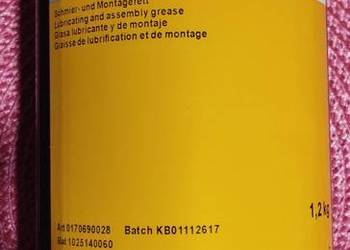 Schmier- und Montagefett
Lubricating and assembly grease
Grasa lubricante y de montaje
Graisse de lubrification et de montage
1,2kg
Art 0170690028 Batch KB01112617
Mat 1025140060